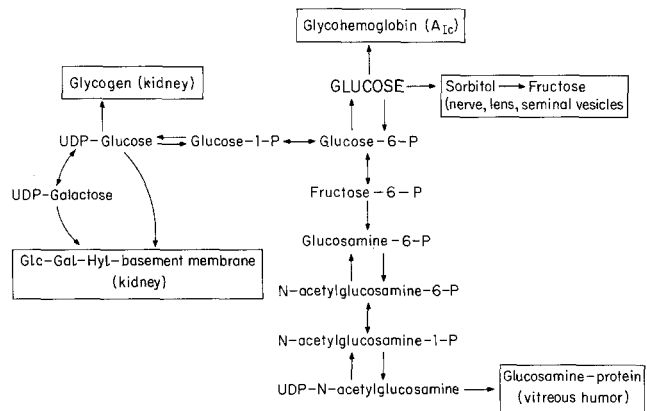 Glycohemoglobin (AIc)
Glycogen (kidney)
GLUCOSE
Sorbitol Fructose
(nerve, lens, seminal vesicles
UDP-Glucose Glucose-1-P Glucose-6-P
UDP-Galactose
Fructose-6-P
Glucosamine-6-P
Glc-Gal-Hyl-basement membrane
(kidney)
N-acetylglucosamine-6-P
N-acetylglucosamine-1-P
UDP-N-acetylglucosamine
Glucosamine-protein
(vitreous humor)